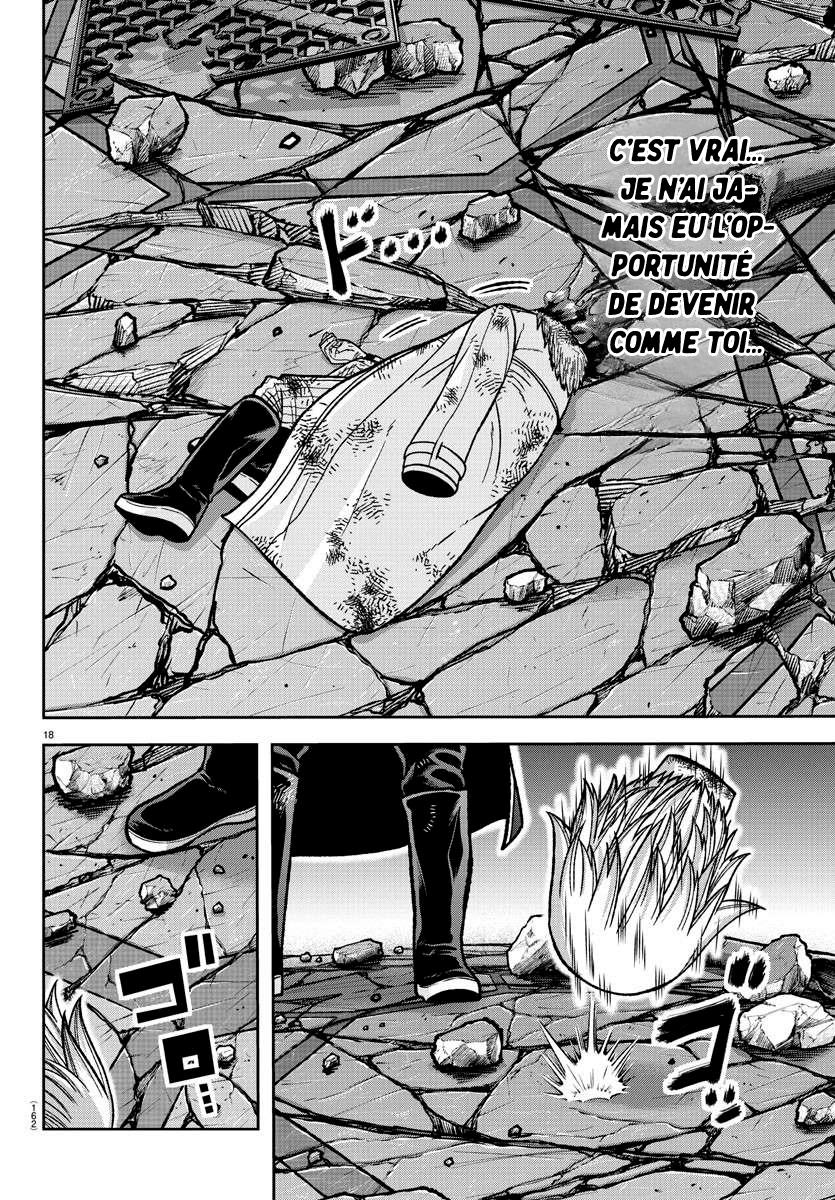 C'EST VRAI...
JE N'AI JA-
MAIS EU L'OP-
PORTUNITÉ
DE DEVENIR
COMME TOI...
ド...
18
ゴッ
ゴロ...
(162)